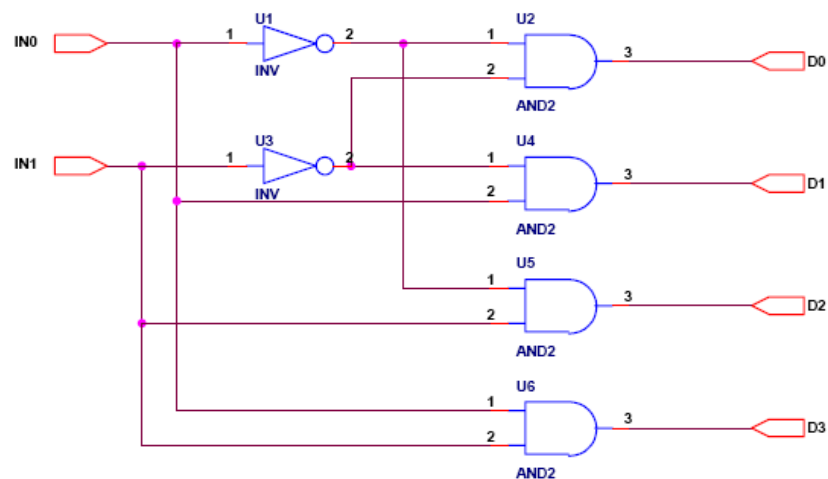 U1 U2
IN0 1 2 1 3 D0
INV 2
AND2
U3 U4
IN1 1 2 1 3 D1
INV 2
AND2
U5
1 3 D2
2
AND2
U6
1 3 D3
2
AND2